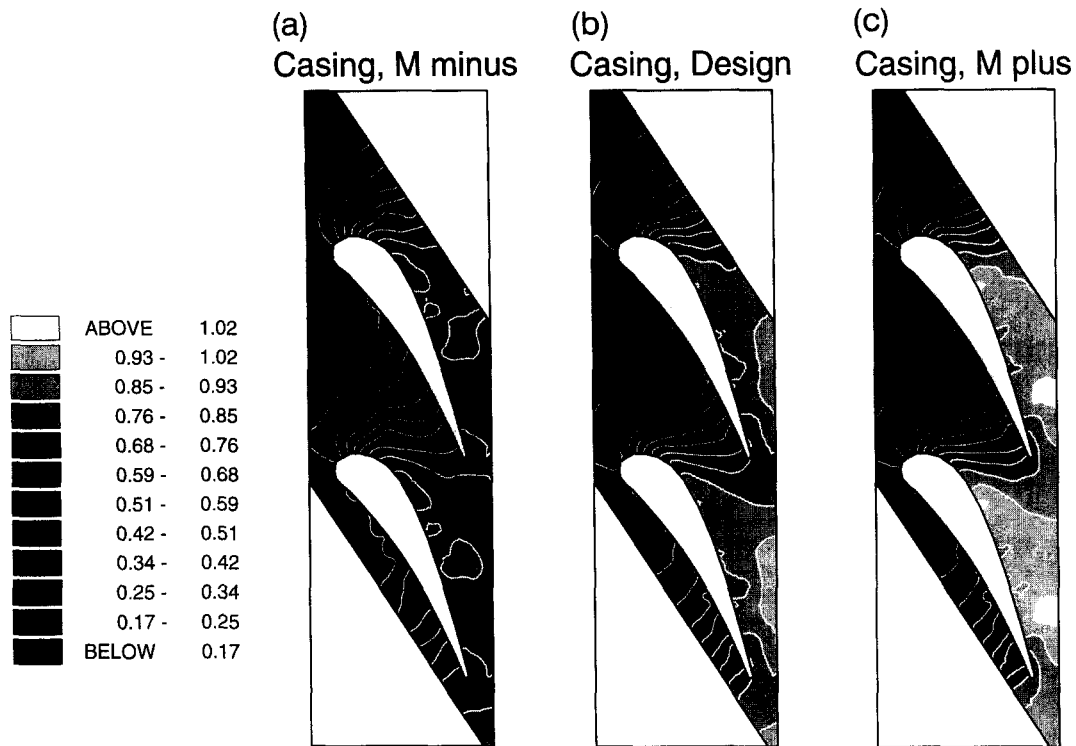 (a)
Casing, M minus
(b)
Casing, Design
(c)
Casing, M plus
ABOVE 1.02
0.93 - 1.02
0.85 - 0.93
0.76 - 0.85
0.68 - 0.76
0.59 - 0.68
0.51 - 0.59
0.42 - 0.51
0.34 - 0.42
0.25 - 0.34
0.17 - 0.25
BELOW 0.17